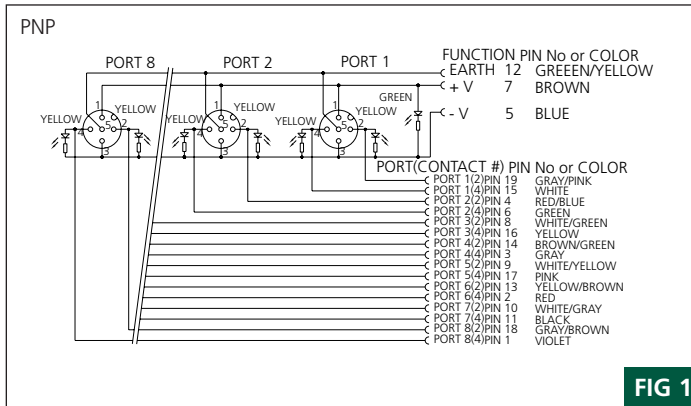 PNP
PORT 8 PORT 2 PORT 1
FUNCTION PIN No or COLOR
EARTH 12 GREEEN/YELLOW
+ V 7 BROWN
- V 5 BLUE
GREEN
YELLOW 1 2 3 4 5 YELLOW
YELLOW 1 2 3 4 5 YELLOW
YELLOW 1 2 3 4 5 YELLOW
PORT(CONTACT #) PIN No or COLOR
PORT 1(2)PIN 19 GRAY/PINK
PORT 1(4)PIN 15 WHITE
PORT 2(2)PIN 4 RED/BLUE
PORT 2(4)PIN 6 GREEN
PORT 3(2)PIN 8 WHITE/GREEN
PORT 3(4)PIN 16 YELLOW
PORT 4(2)PIN 14 BROWN/GREEN
PORT 4(4)PIN 3 GRAY
PORT 5(2)PIN 9 WHITE/YELLOW
PORT 5(4)PIN 17 PINK
PORT 6(2)PIN 13 YELLOW/BROWN
PORT 6(4)PIN 2 RED
PORT 7(2)PIN 10 WHITE/GRAY
PORT 7(4)PIN 11 BLACK
PORT 8(2)PIN 18 GRAY/BROWN
PORT 8(4)PIN 1 VIOLET
FIG 1